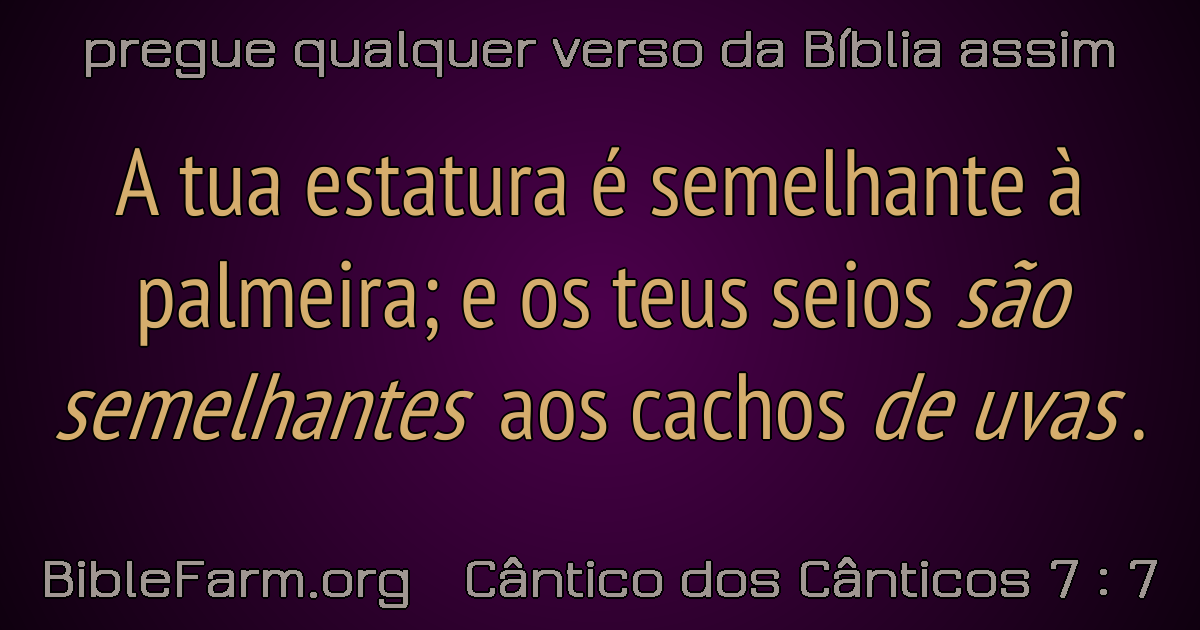 pregue qualquer verso da Bíblia assim
A tua estatura é semelhante à
palmeira; e os teus seios são
semelhantes aos cachos de uvas.
BibleFarm.org Cântico dos Cânticos 7 : 7